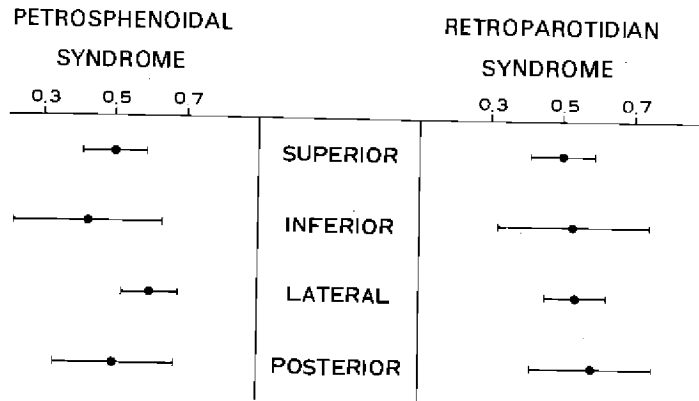 PETROSPHENOIDAL
SYNDROME
0.3 0.5 0.7
RETROPAROTIDIAN
SYNDROME
0.3 0.5 0.7
SUPERIOR
INFERIOR
LATERAL
POSTERIOR